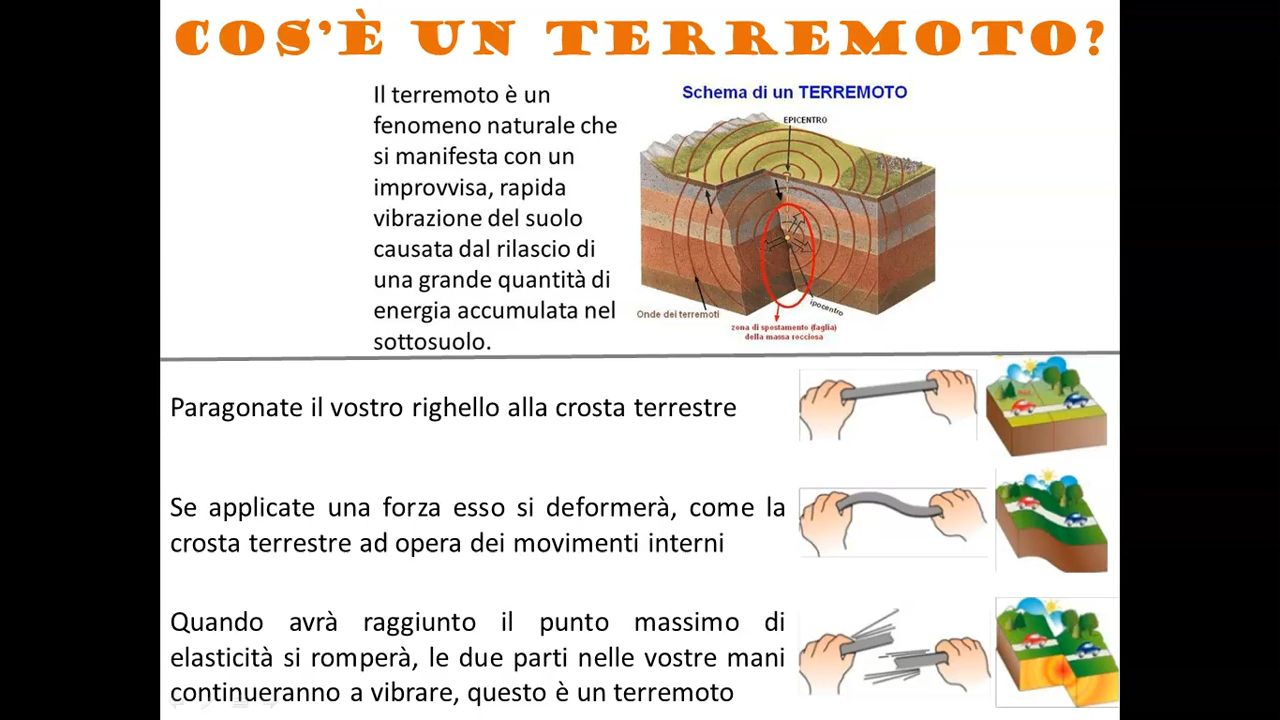 COS'È UN TERREMOTO?
Il terremoto è un
fenomeno naturale che
si manifesta con un
improvvisa, rapida
vibrazione del suolo
causata dal rilascio di
una grande quantità di
energia accumulata nel
sottosuolo.
Schema di un TERREMOTO
EPICENTRO
Onde dei terremoti
ipocentro
zona di spostamento (faglia)
della massa rocciosa
Paragonate il vostro righello alla crosta terrestre
Se applicate una forza esso si deformerà, come la
crosta terrestre ad opera dei movimenti interni
Quando avrà raggiunto il punto massimo di
elasticità si romperà, le due parti nelle vostre mani
continueranno a vibrare, questo è un terremoto